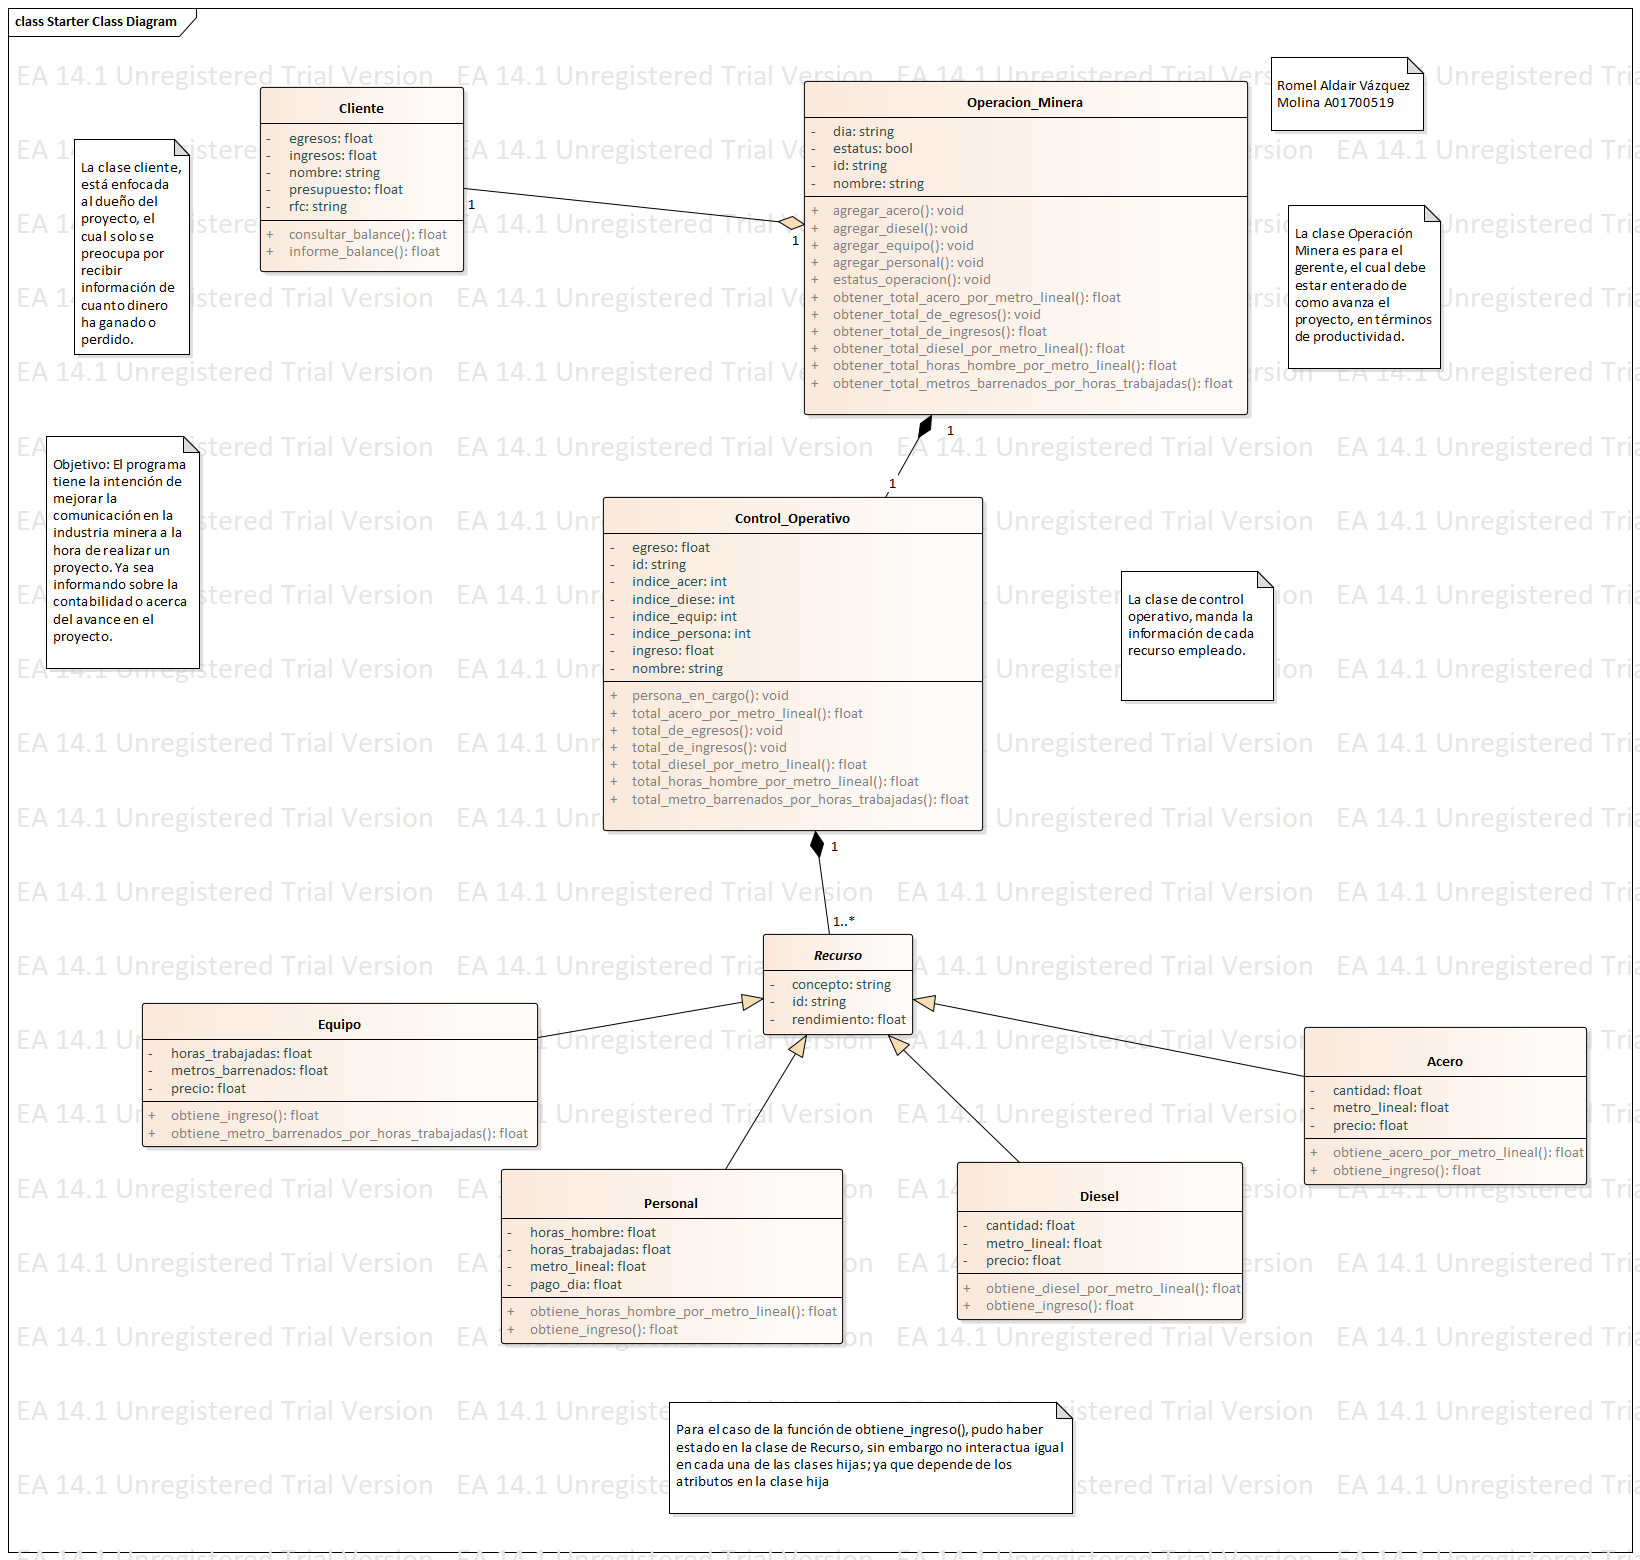 class Starter Class Diagram
Cliente
- egresos: float
- ingresos: float
- nombre: string
- presupuesto: float
- rfc: string
+ consultar_balance(): float
+ informe_balance(): float
1
1
Operacion_Minera
- dia: string
- estatus: bool
- id: string
- nombre: string
+ agregar_acero(): void
+ agregar_diesel(): void
+ agregar_equipo(): void
+ agregar_personal(): void
+ estatus_operacion(): void
+ obtener_total_acero_por_metro_lineal(): float
+ obtener_total_de_egresos(): void
+ obtener_total_de_ingresos(): float
+ obtener_total_diesel_por_metro_lineal(): float
+ obtener_total_horas_hombre_por_metro_lineal(): float
+ obtener_total_metros_barrenados_por_horas_trabajadas(): float
Romel Aldair Vázquez
Molina A01700519
La clase cliente,
está enfocada
al dueño del
proyecto, el
cual solo se
preocupa por
recibir
información de
cuanto dinero
ha ganado o
perdido.
La clase Operación
Minera es para el
gerente, el cual debe
estar enterado de
como avanza el
proyecto, en términos
de productividad.
1
1
Objetivo: El programa
tiene la intención de
mejorar la
comunicación en la
industria minera a la
hora de realizar un
proyecto. Ya sea
informando sobre la
contabilidad o acerca
del avance en el
proyecto.
Control_Operativo
- egreso: float
- id: string
- indice_acer: int
- indice_diese: int
- indice_equip: int
- indice_persona: int
- ingreso: float
- nombre: string
+ persona_en_cargo(): void
+ total_acero_por_metro_lineal(): float
+ total_de_egresos(): void
+ total_de_ingresos(): void
+ total_diesel_por_metro_lineal(): float
+ total_horas_hombre_por_metro_lineal(): float
+ total_metro_barrenados_por_horas_trabajadas(): float
La clase de control
operativo, manda la
información de cada
recurso empleado.
1
1..*
Recurso
- concepto: string
- id: string
- rendimiento: float
Equipo
- horas_trabajadas: float
- metros_barrenados: float
- precio: float
+ obtiene_ingreso(): float
+ obtiene_metro_barrenados_por_horas_trabajadas(): float
Acero
- cantidad: float
- metro_lineal: float
- precio: float
+ obtiene_acero_por_metro_lineal(): float
+ obtiene_ingreso(): float
Personal
- horas_hombre: float
- horas_trabajadas: float
- metro_lineal: float
- pago_dia: float
+ obtiene_horas_hombre_por_metro_lineal(): float
+ obtiene_ingreso(): float
Diesel
- cantidad: float
- metro_lineal: float
- precio: float
+ obtiene_diesel_por_metro_lineal(): float
+ obtiene_ingreso(): float
Para el caso de la función de obtiene_ingreso(), pudo haber
estado en la clase de Recurso, sin embargo no interactua igual
en cada una de las clases hijas; ya que depende de los
atributos en la clase hija
EA 14.1 Unregistered Trial Version